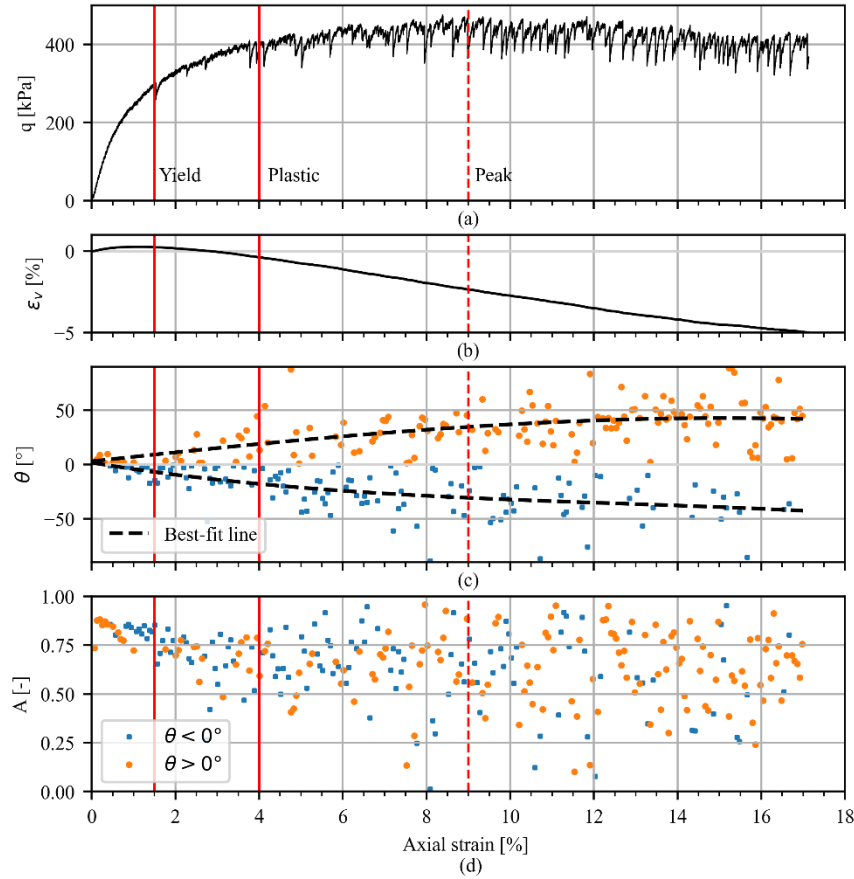 400
200
0
q [kPa]
Yield
Plastic
Peak
(a)
0
−5
εᵥ [%]
(b)
50
0
−50
θ [°]
Best-fit line
(c)
1.00
0.75
0.50
0.25
0.00
A [-]
θ < 0°
θ > 0°
0 2 4 6 8 10 12 14 16 18
Axial strain [%]
(d)